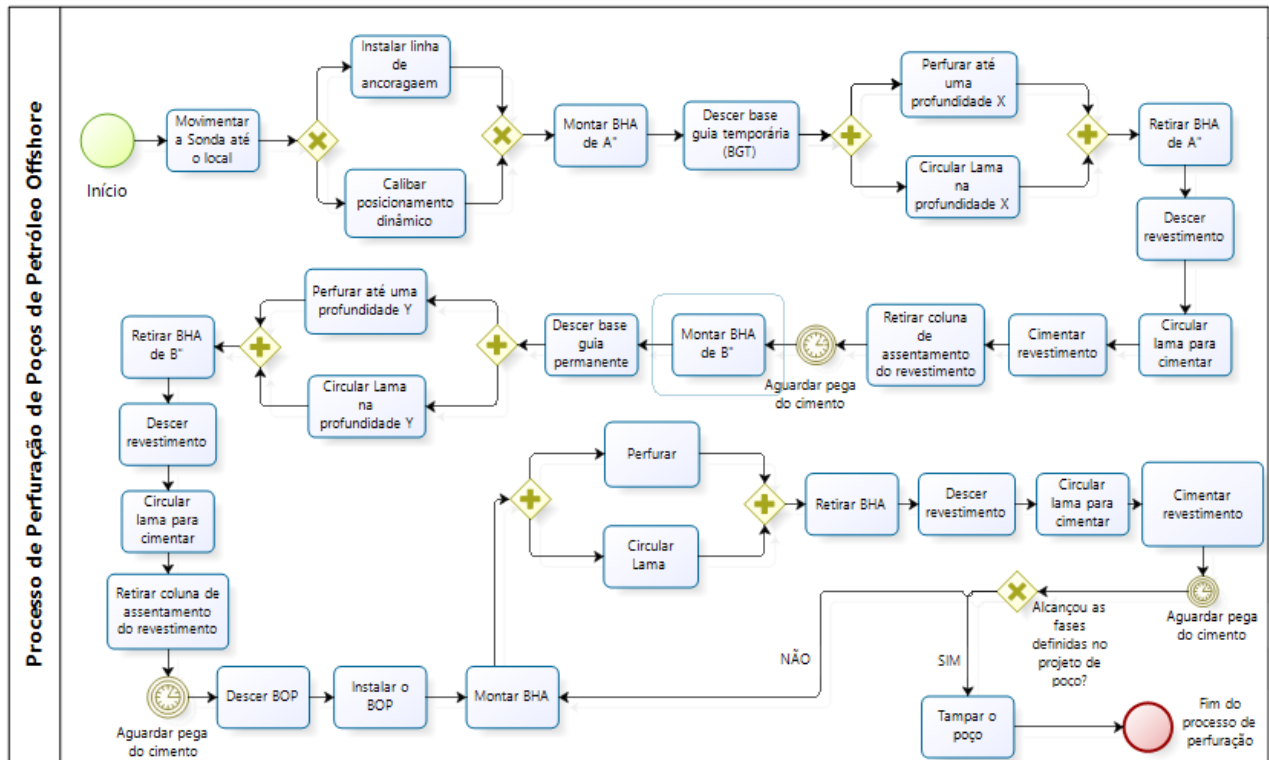 Processo de Perfuração de Poços de Petróleo Offshore
Início
Movimentar
a Sonda até
o local
Instalar linha
de
ancoragaem
Calibar
posicionamento
dinâmico
Montar BHA
de A"
Descer base
guia temporária
(BGT)
Perfurar até
uma
profundidade X
Circular Lama
na
profundidade X
Retirar BHA
de A"
Descer
revestimento
Circular
lama para
cimentar
Cimentar
revestimento
Retirar coluna
de
assentamento
do revestimento
Aguardar pega
do cimento
Montar BHA
de B"
Descer base
guia
permanente
Perfurar até uma
profundidade Y
Circular Lama
na
profundidade Y
Retirar BHA
de B"
Descer
revestimento
Circular
lama para
cimentar
Retirar coluna de
assentamento
do revestimento
Aguardar pega
do cimento
Descer BOP
Instalar o
BOP
Montar BHA
Perfurar
Circular
Lama
Retirar BHA
Descer
revestimento
Circular
lama para
cimentar
Cimentar
revestimento
Aguardar pega
do cimento
Alcançou as
fases
definidas no
projeto de
poco?
NÃO
SIM
Tampar o
poço
Fim do
processo de
perfuração